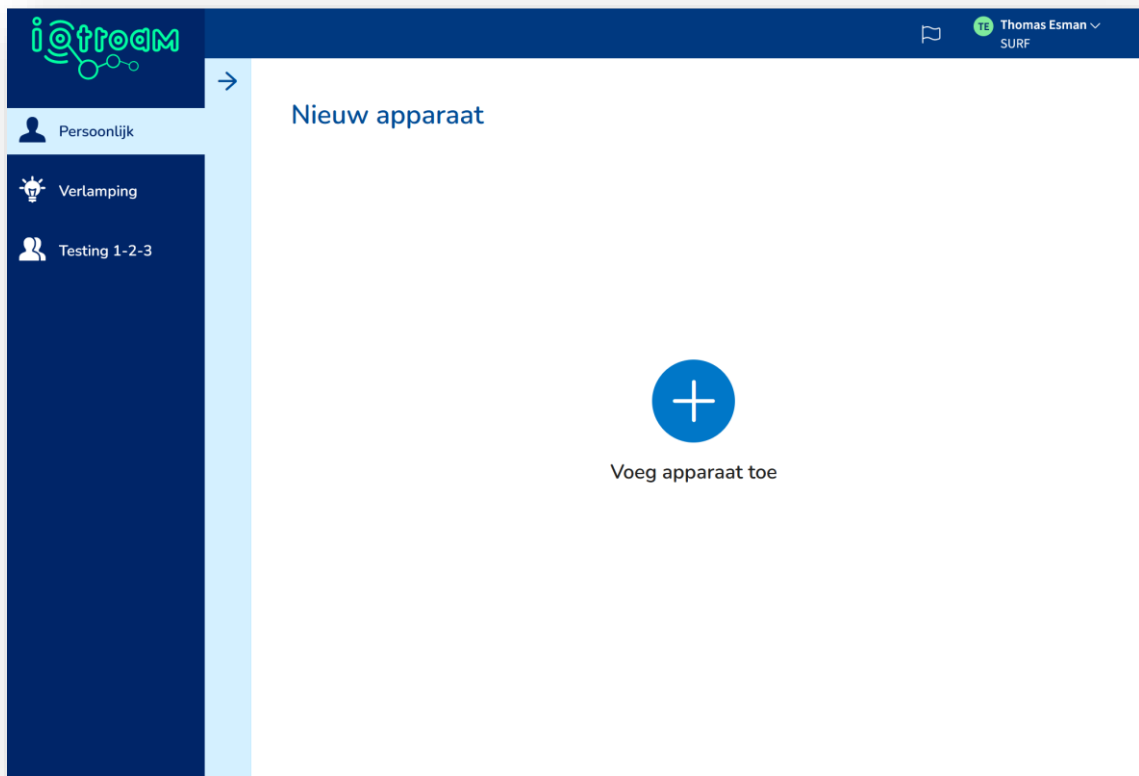 iotroam
TE
Thomas Esman
SURF
Persoonlijk
Verlamping
Testing 1-2-3
Nieuw apparaat
Voeg apparaat toe